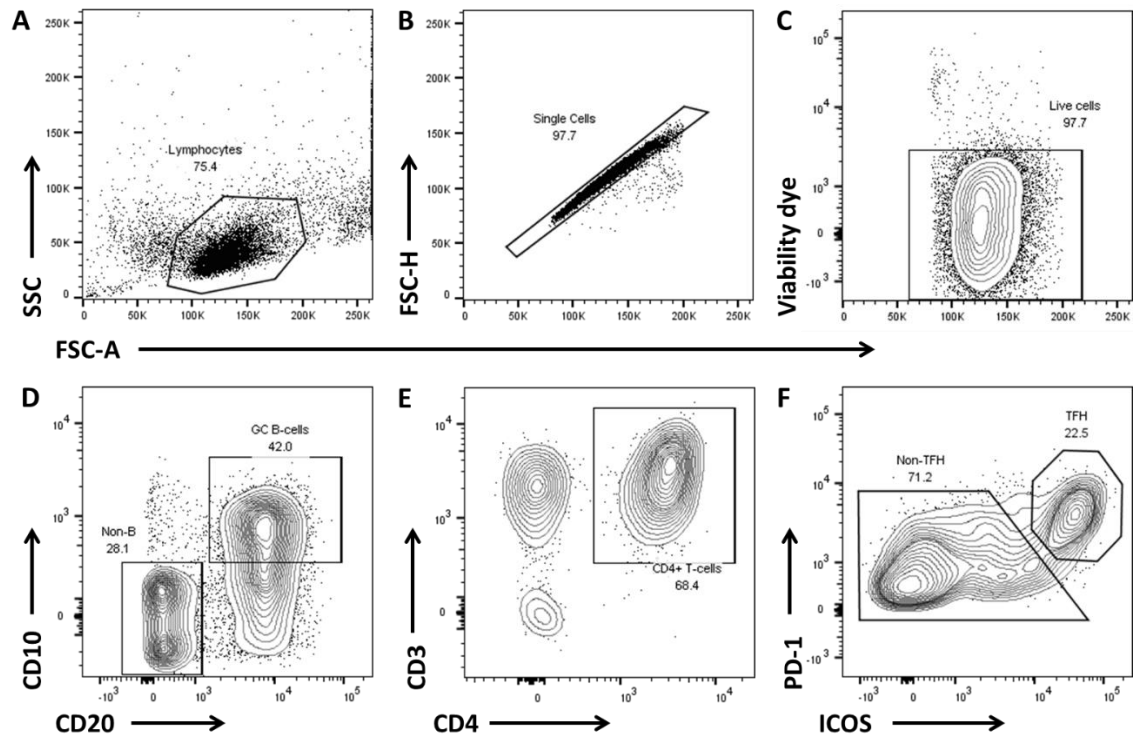 A
B
C
250K
200K
150K
100K
50K
0
Lymphocytes
75.4
0
50K
100K
150K
200K
250K
SSC
250K
200K
150K
100K
50K
0
Single Cells
97.7
0
50K
100K
150K
200K
250K
FSC-H
10^5
10^4
10^3
0
-10^3
Live cells
97.7
0
50K
100K
150K
200K
250K
Viability dye
FSC-A
D
E
F
10^4
10^3
0
GC B-cells
42.0
Non-B
28.1
-10^3
0
10^3
10^4
10^5
CD10
CD20
10^4
10^3
0
CD4+ T-cells
68.4
0
10^3
10^4
CD3
CD4
10^5
10^4
10^3
0
-10^3
TFH
22.5
Non-TFH
71.2
-10^3
0
10^3
10^4
10^5
PD-1
ICOS